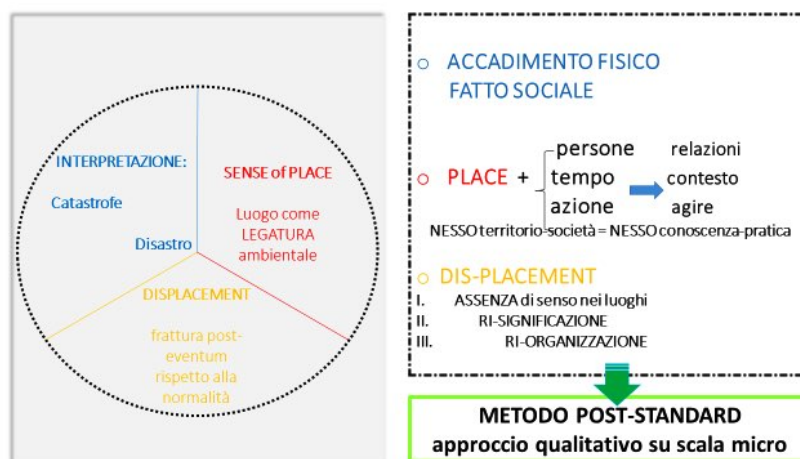 INTERPRETAZIONE:
Catastrofe
Disastro
SENSE of PLACE
Luogo come
LEGATURA
ambientale
DISPLACEMENT
frattura post-
eventum
rispetto alla
normalità
○ ACCADIMENTO FISICO
FATTO SOCIALE
○ PLACE +
persone
tempo
azione
relazioni
contesto
agire
NESSO territorio-società = NESSO conoscenza-pratica
○ DIS-PLACEMENT
I. ASSENZA di senso nei luoghi
II. RI-SIGNIFICAZIONE
III. RI-ORGANIZZAZIONE
METODO POST-STANDARD
approccio qualitativo su scala micro